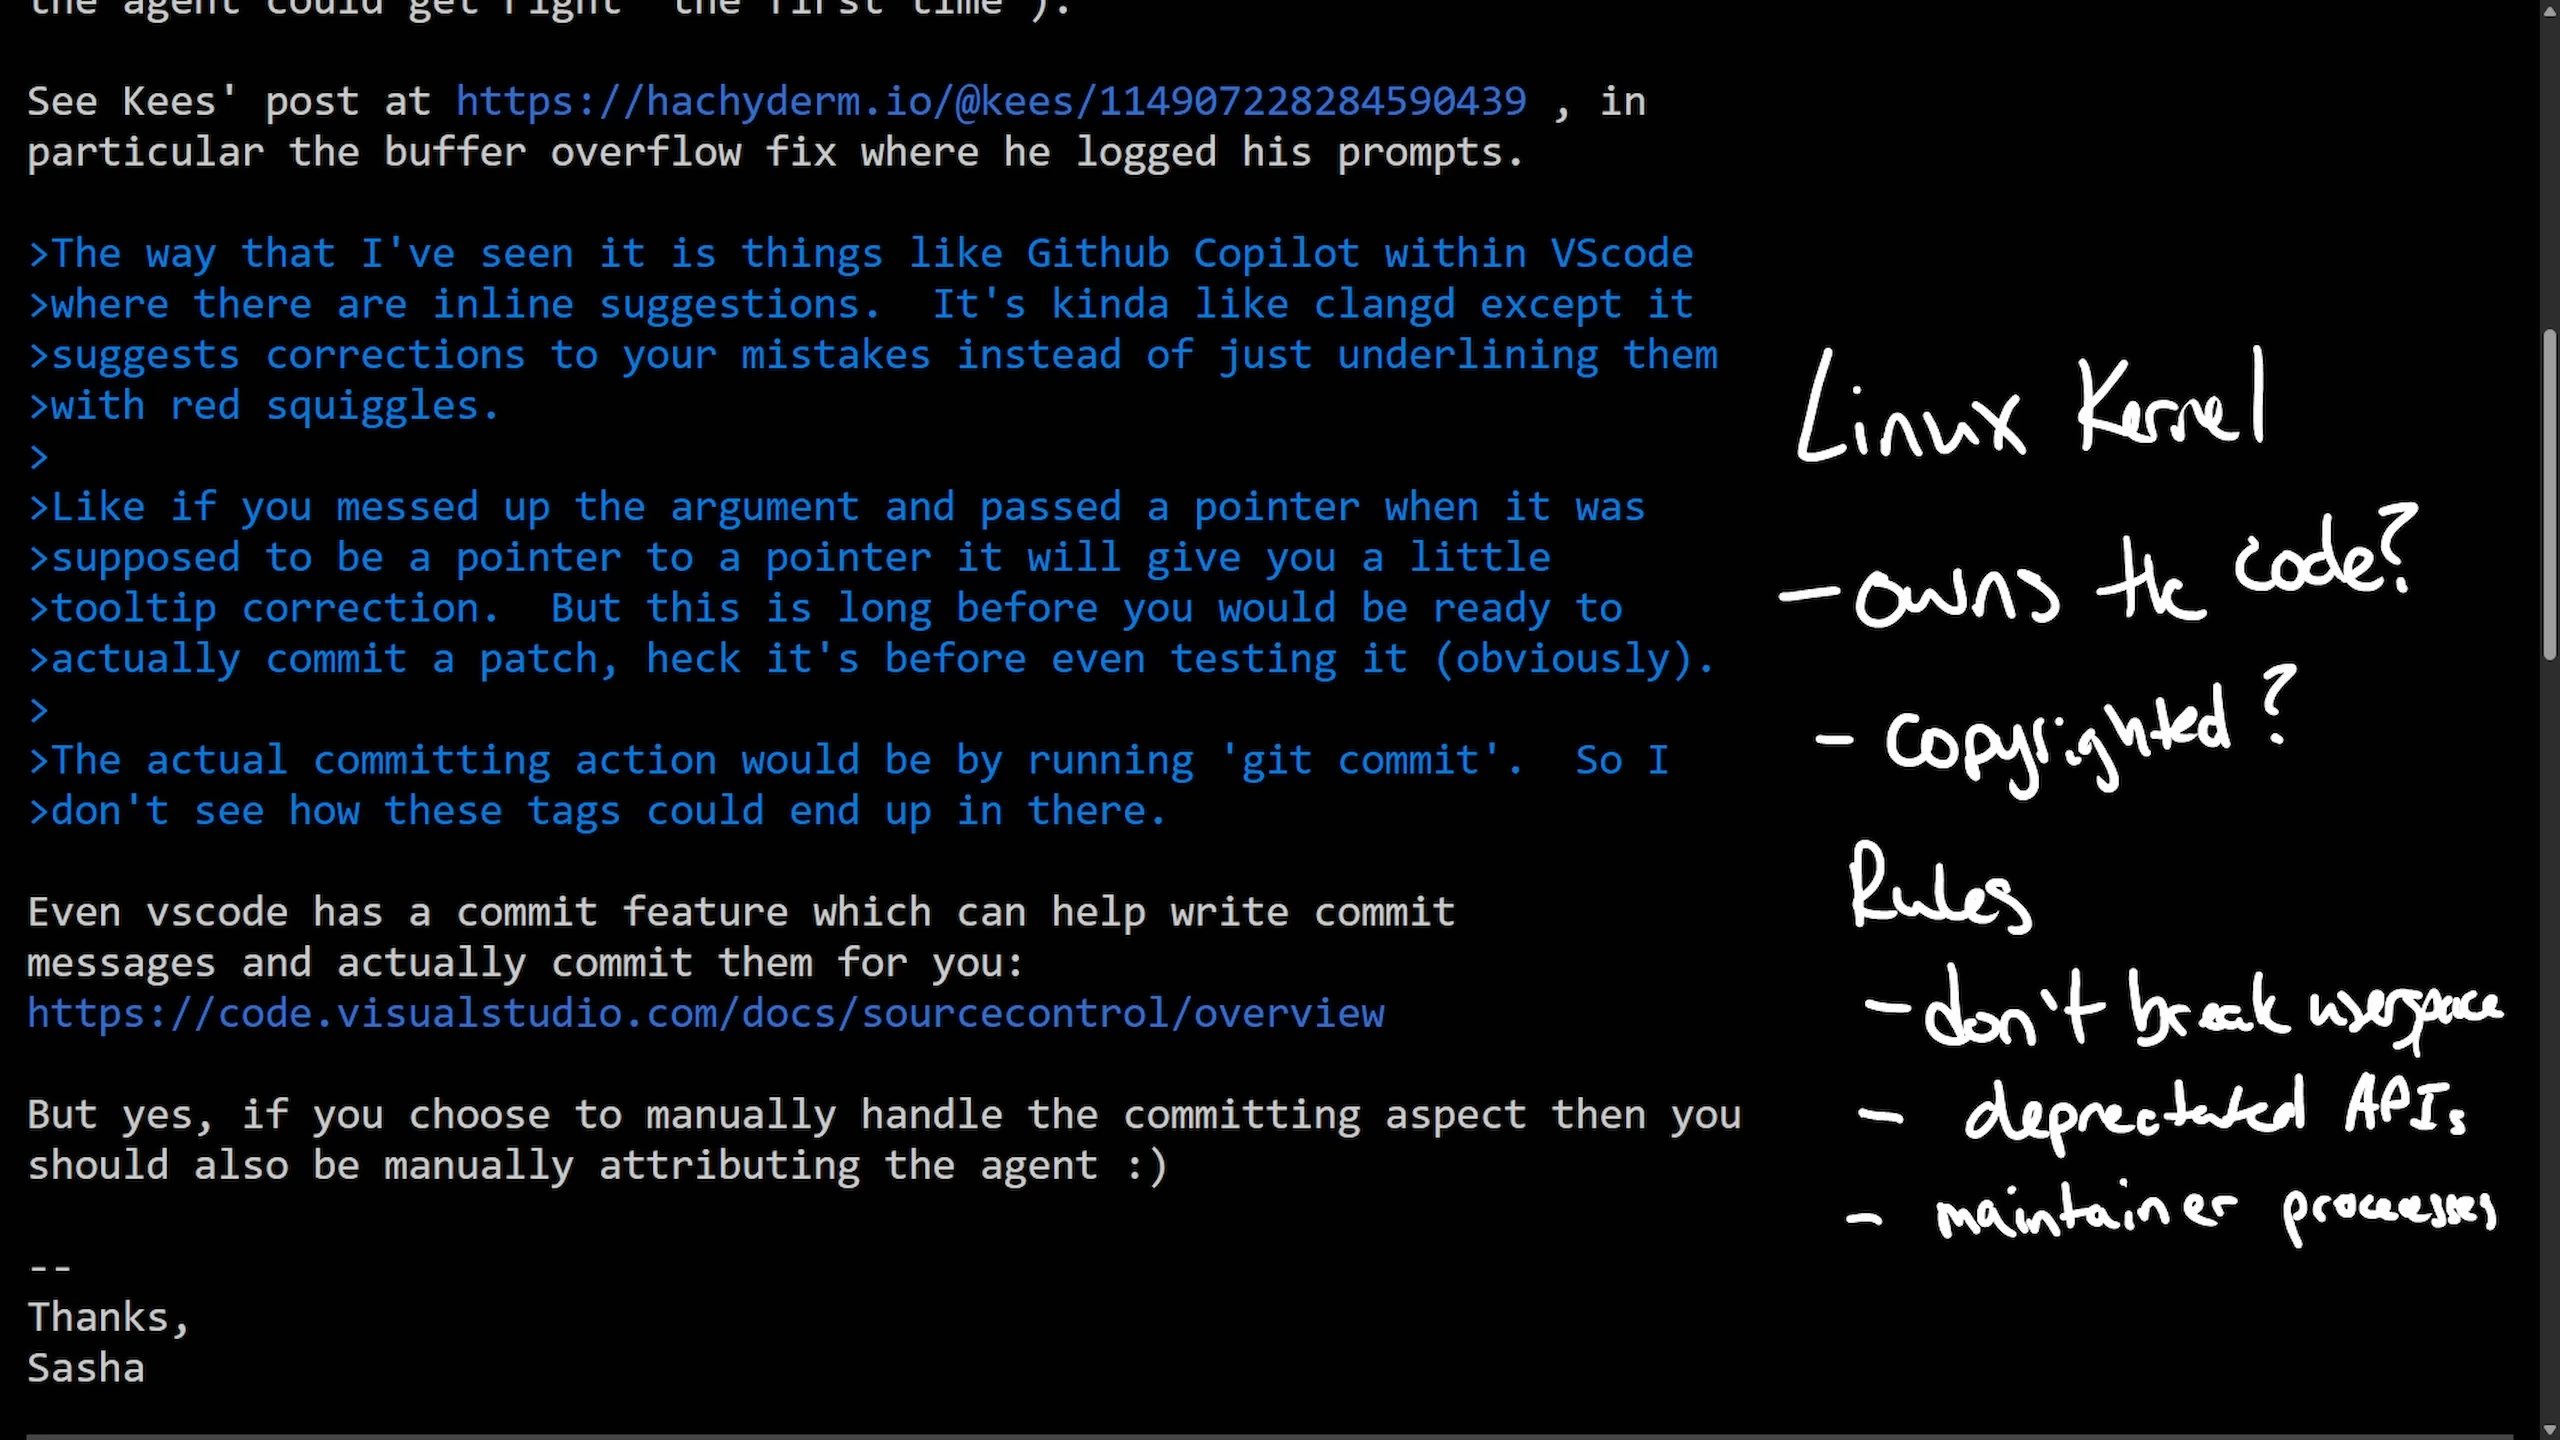 the agent could get right "the first time").
See Kees' post at https://hachyderm.io/@kees/114907228284590439 , in
particular the buffer overflow fix where he logged his prompts.
>The way that I've seen it is things like Github Copilot within VScode
>where there are inline suggestions.  It's kinda like clangd except it
>suggests corrections to your mistakes instead of just underlining them
>with red squiggles.
>
>Like if you messed up the argument and passed a pointer when it was
>supposed to be a pointer to a pointer it will give you a little
>tooltip correction.  But this is long before you would be ready to
>actually commit a patch, heck it's before even testing it (obviously).
>
>The actual committing action would be by running 'git commit'.  So I
>don't see how these tags could end up in there.
Even vscode has a commit feature which can help write commit
messages and actually commit them for you:
https://code.visualstudio.com/docs/sourcecontrol/overview
But yes, if you choose to manually handle the committing aspect then you
should also be manually attributing the agent :)
--
Thanks,
Sasha
Linux Kernel
- owns the code?
- copyrighted?
Rules
- don't break userspace
- deprectated APIs
- maintainer processes